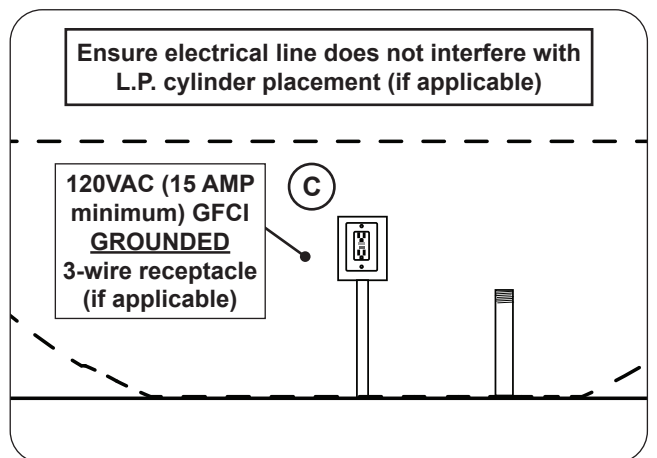 Ensure electrical line does not interfere with
L.P. cylinder placement (if applicable)
120VAC (15 AMP
minimum) GFCI
GROUNDED
3-wire receptacle
(if applicable)
C